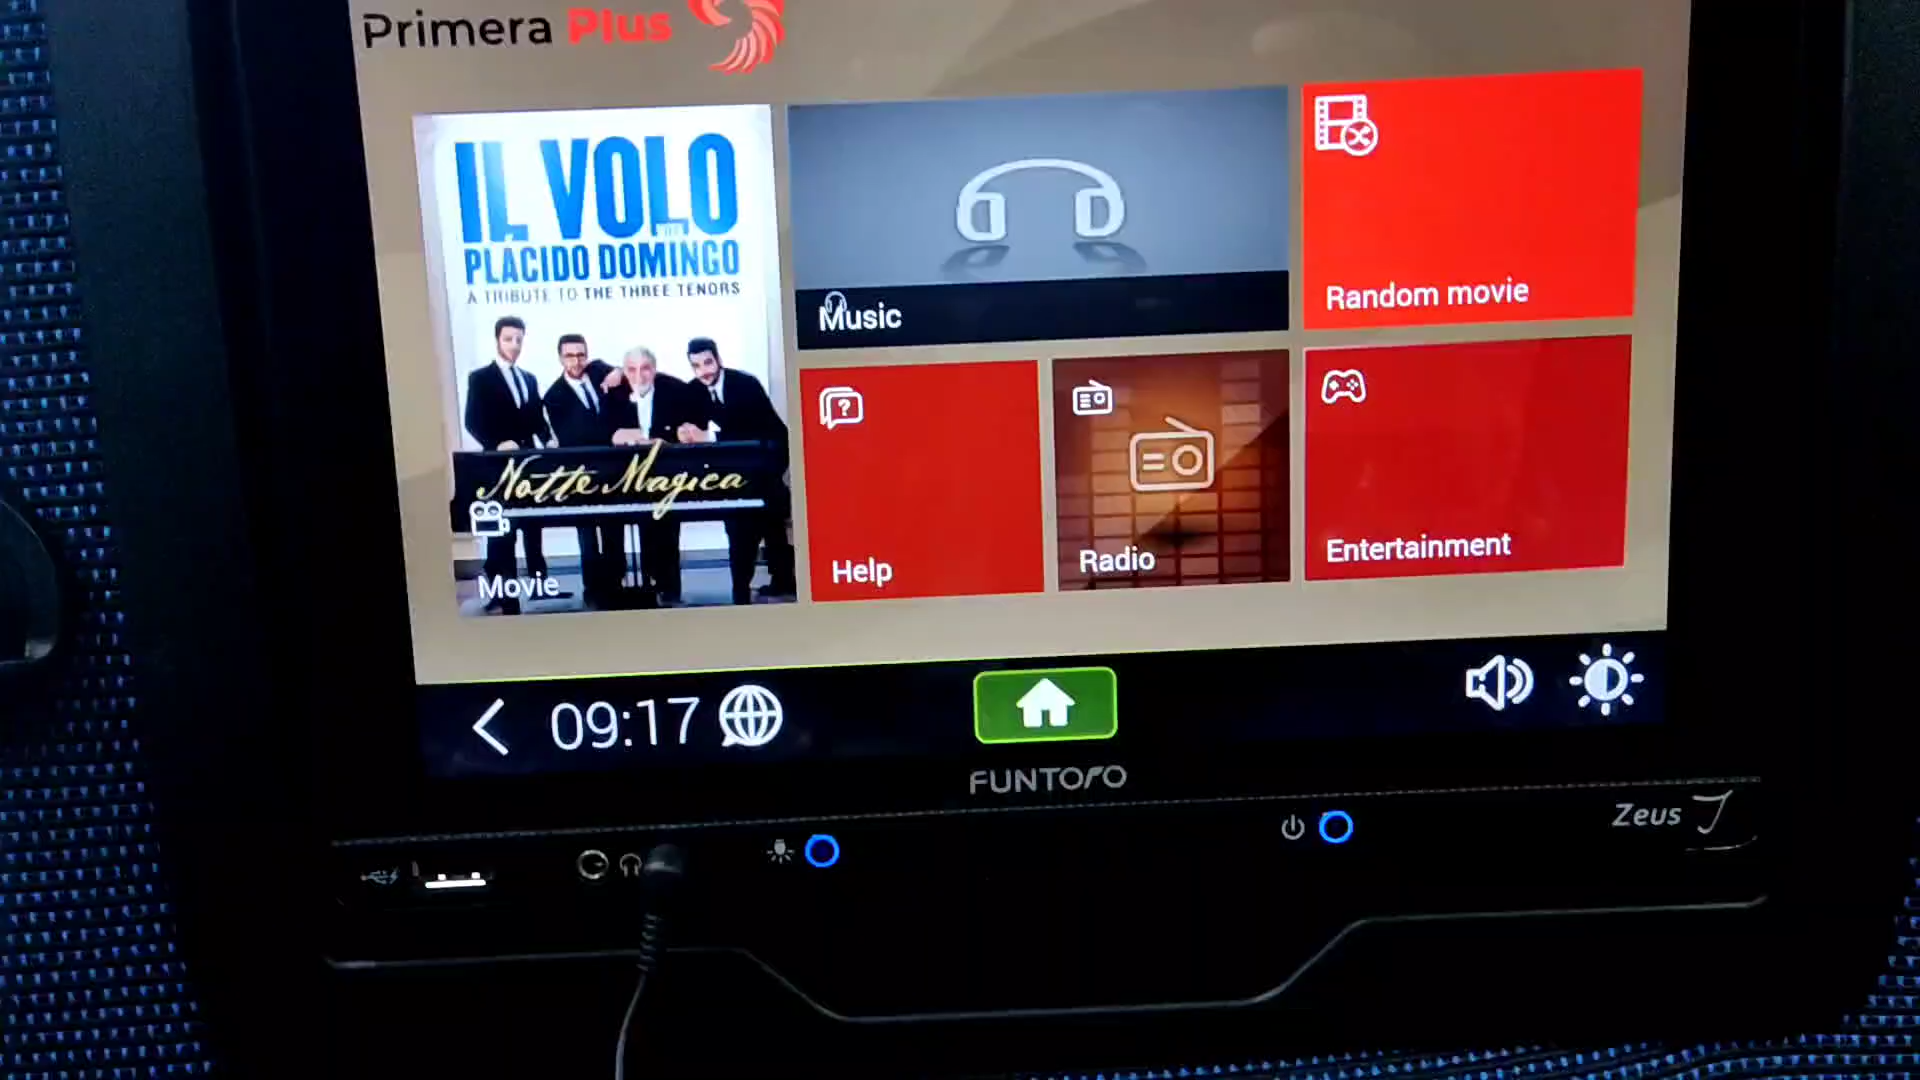 Primera Plus
IL VOLO
PLACIDO DOMINGO
A TRIBUTE TO THE THREE TENORS
Notte Magica
Movie
Music
Random movie
Help
Radio
Entertainment
09:17
FUNTORO
Zeus